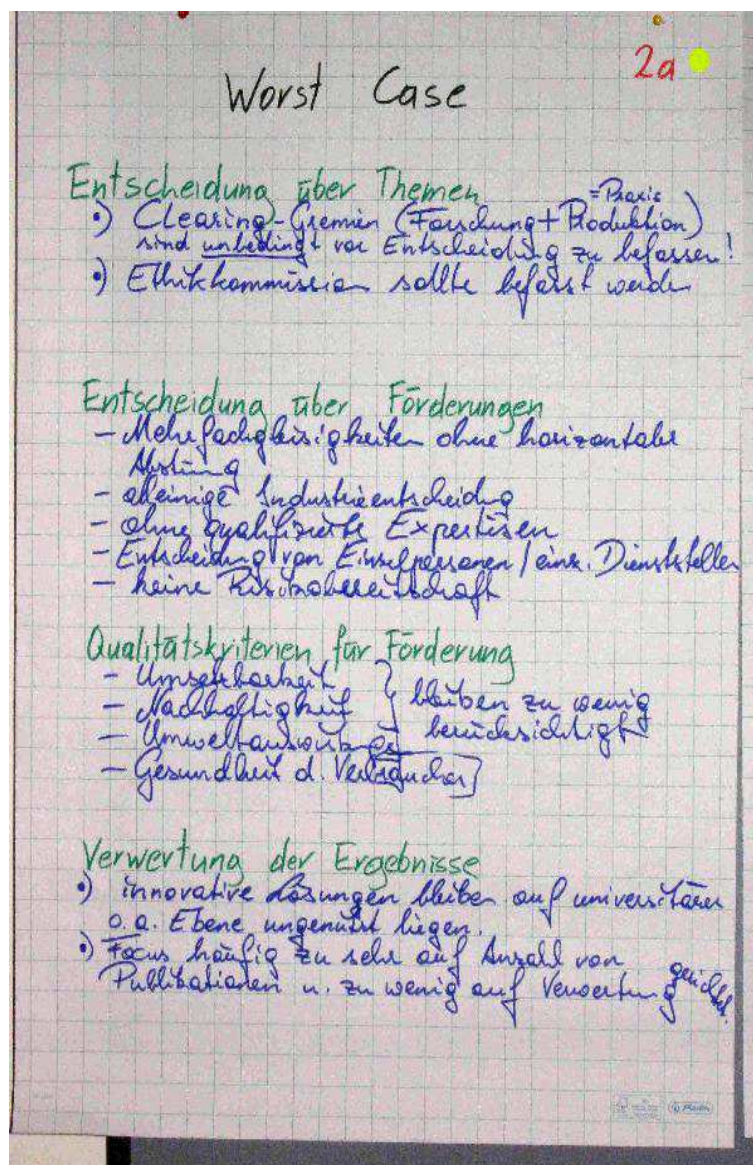 2a
Worst Case
Entscheidung über Themen
= Praxis
•) Clearing-Gremien (Forschung + Produktion)
sind unbedingt vor Entscheidung zu befassen!
•) Ethikkommission sollte befasst werden
Entscheidung über Förderungen
- Mehrfachgleisigkeiten ohne horizontale
Abstimmung
- alleinige Industrieentscheidung
- ohne qualifizierte Expertisen
- Entscheidung von Einzelpersonen / einz. Dienststellen
- keine Risikobereitschaft
Qualitätskriterien für Förderung
- Umsetzbarkeit
- Nachhaltigkeit } bleiben zu wenig
- Umweltauswirkungen berücksichtigt
- Gesundheit d. Verbraucher
Verwertung der Ergebnisse
•) innovative Lösungen bleiben auf universitärer
o. a. Ebene ungenützt liegen.
•) Focus häufig zu sehr auf Anzahl von
Publikationen u. zu wenig auf Verwertung gerichtet.